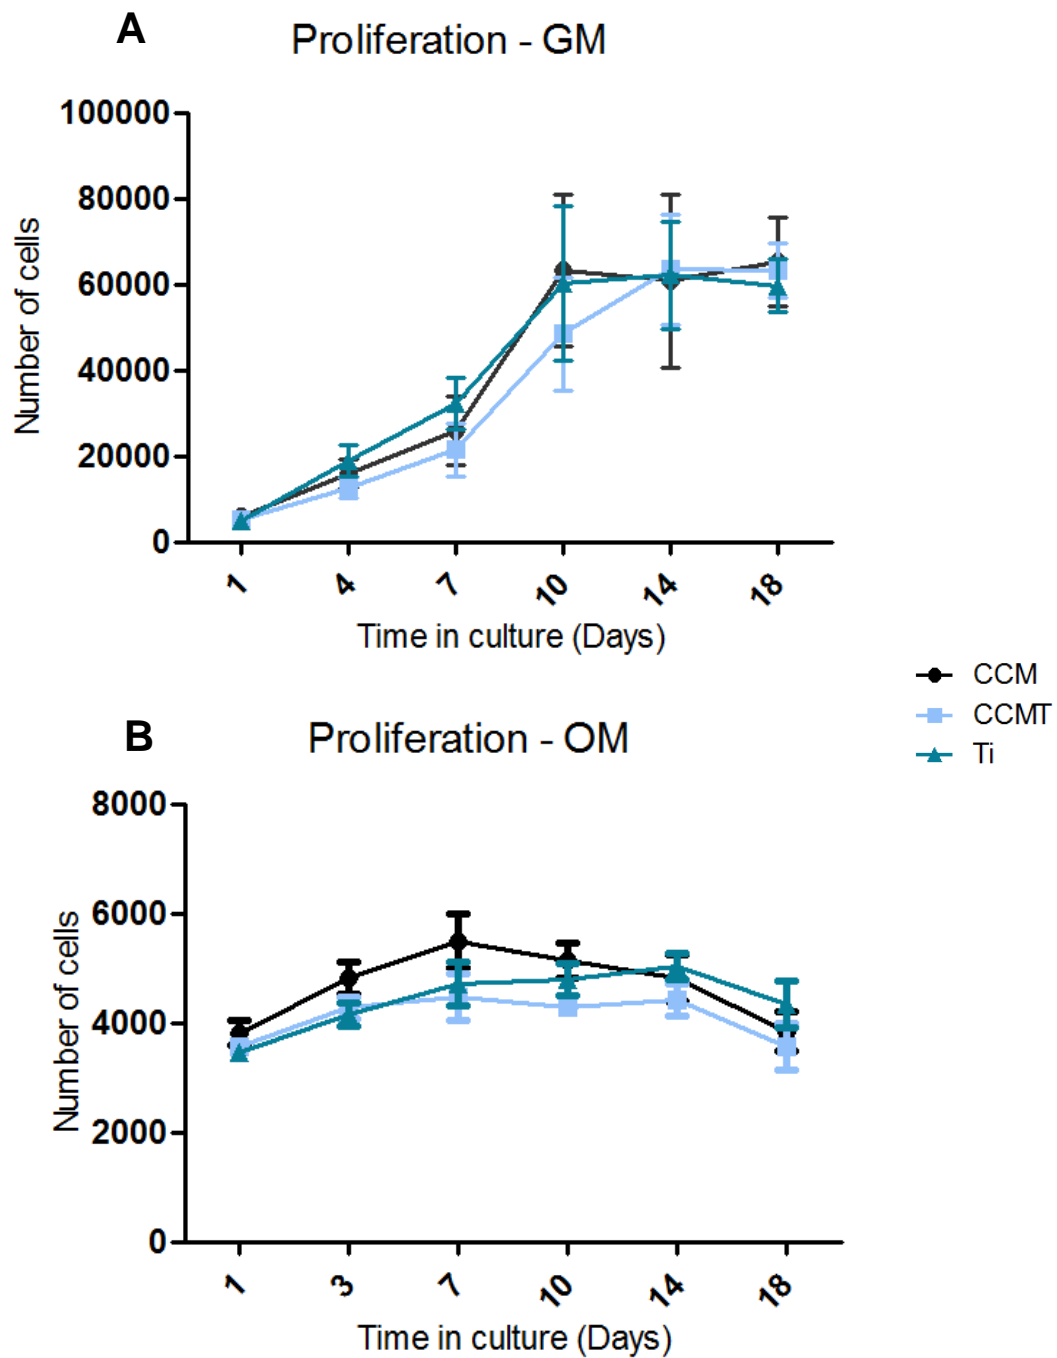 A
Proliferation - GM
100000
80000
60000
40000
20000
0
Number of cells
1 4 7 10 14 18
Time in culture (Days)
CCM
CCMT
Ti
B
Proliferation - OM
8000
6000
4000
2000
0
Number of cells
1 3 7 10 14 18
Time in culture (Days)